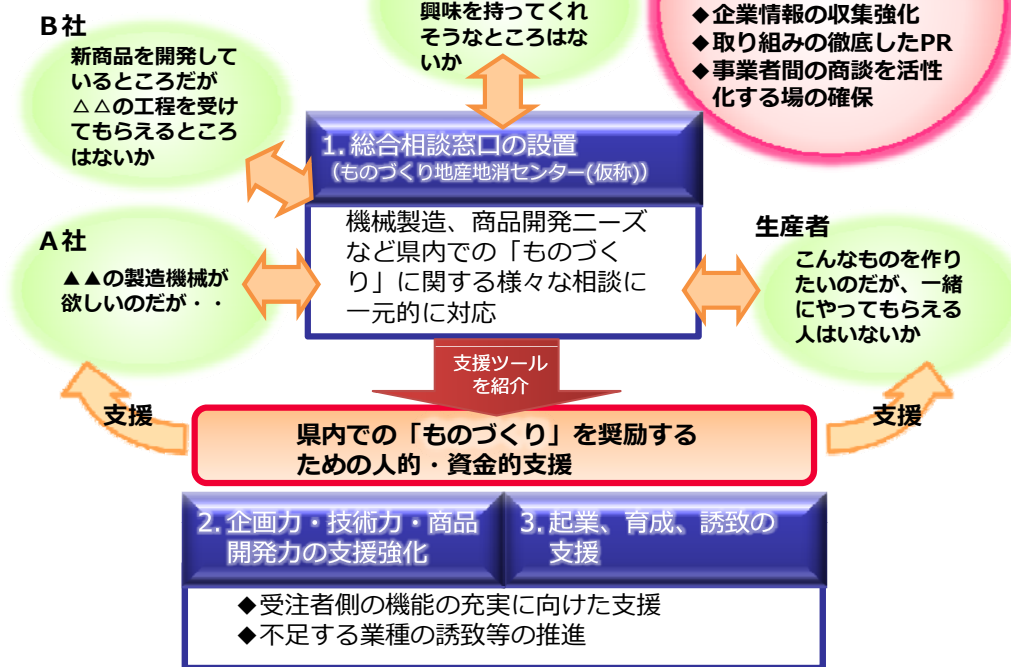 興味を持ってくれ
そうなところはな
いか
◆企業情報の収集強化
◆取り組みの徹底したPR
◆事業者間の商談を活性
化する場の確保
B社
新商品を開発して
いるところだが
△△の工程を受け
てもらえるところ
はないか
1. 総合相談窓口の設置
(ものづくり地産地消センター(仮称))
機械製造、商品開発ニーズ
など県内での「ものづく
り」に関する様々な相談に
一元的に対応
A社
▲▲の製造機械が
欲しいのだが・・
生産者
こんなものを作り
たいのだが、一緒
にやってもらえる
人はいないか
支援ツール
を紹介
支援
支援
県内での「ものづくり」を奨励する
ための人的・資金的支援
2. 企画力・技術力・商品
開発力の支援強化
3. 起業、育成、誘致の
支援
◆受注者側の機能の充実に向けた支援
◆不足する業種の誘致等の推進